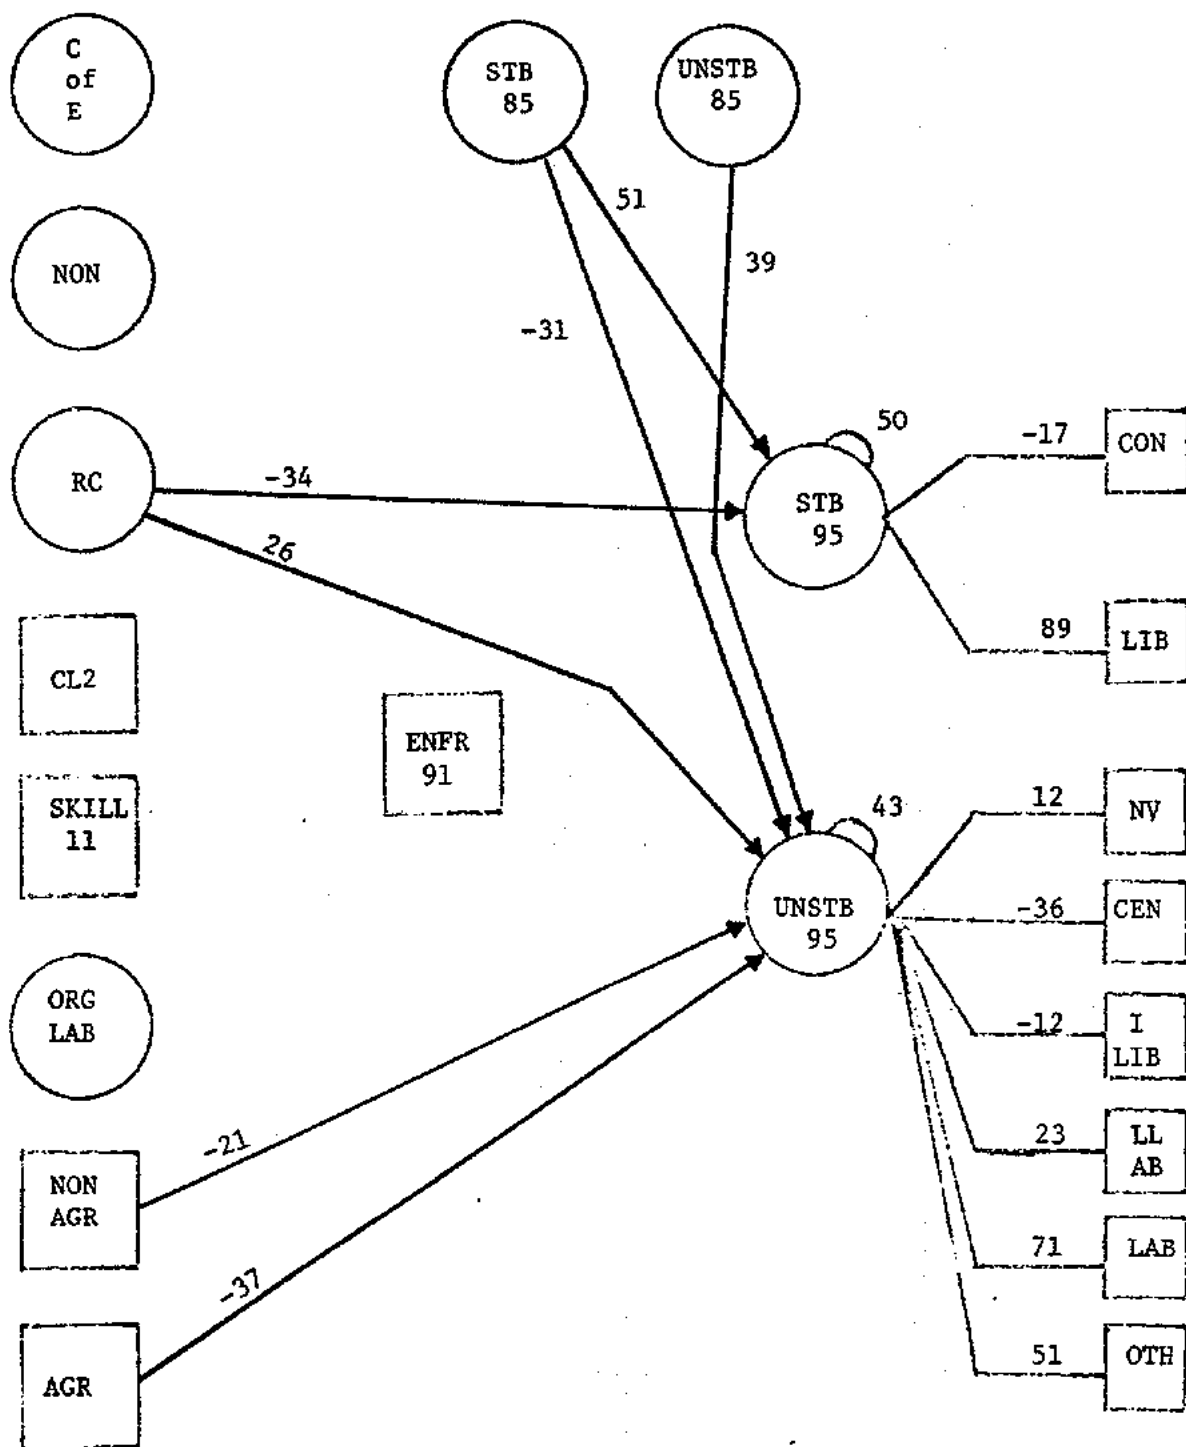 C
of
E
STB
85
UNSTB
85
51
NON
39
-31
50
-17
CON
RC
-34
STB
95
26
89
LIB
CL2
ENFR
91
SKILL
11
43
12
NV
UNSTB
95
-36
CEN
ORG
LAB
-12
I
LIB
23
LL
AB
-21
NON
AGR
71
LAB
-37
51
OTH
AGR